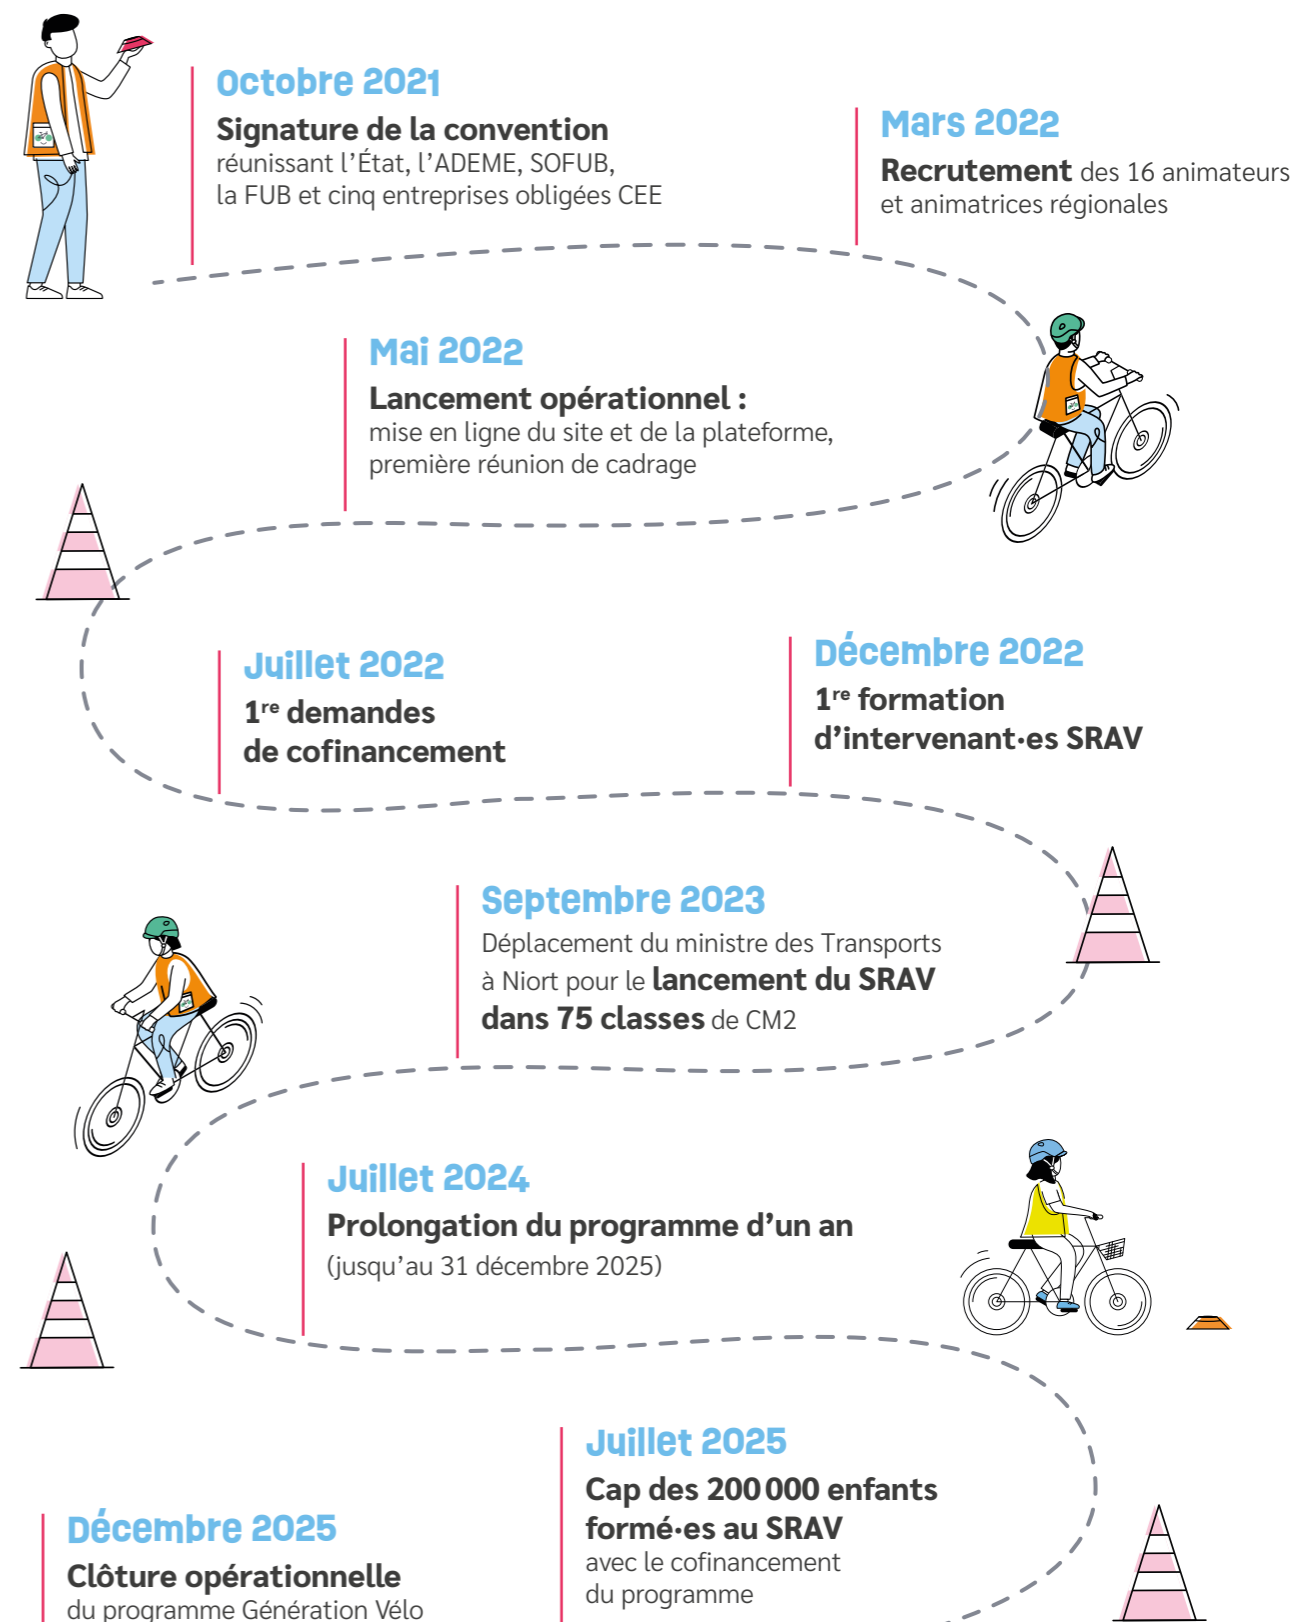 Octobre 2021
Signature de la convention
réunissant l'État, l'ADEME, SOFUB,
la FUB et cinq entreprises obligées CEE
Mars 2022
Recrutement des 16 animateurs
et animatrices régionales
Mai 2022
Lancement opérationnel :
mise en ligne du site et de la plateforme,
première réunion de cadrage
Juillet 2022
1re demandes
de cofinancement
Décembre 2022
1re formation
d'intervenant·es SRAV
Septembre 2023
Déplacement du ministre des Transports
à Niort pour le lancement du SRAV
dans 75 classes de CM2
Juillet 2024
Prolongation du programme d'un an
(jusqu'au 31 décembre 2025)
Juillet 2025
Cap des 200 000 enfants
formé·es au SRAV
avec le cofinancement
du programme
Décembre 2025
Clôture opérationnelle
du programme Génération Vélo